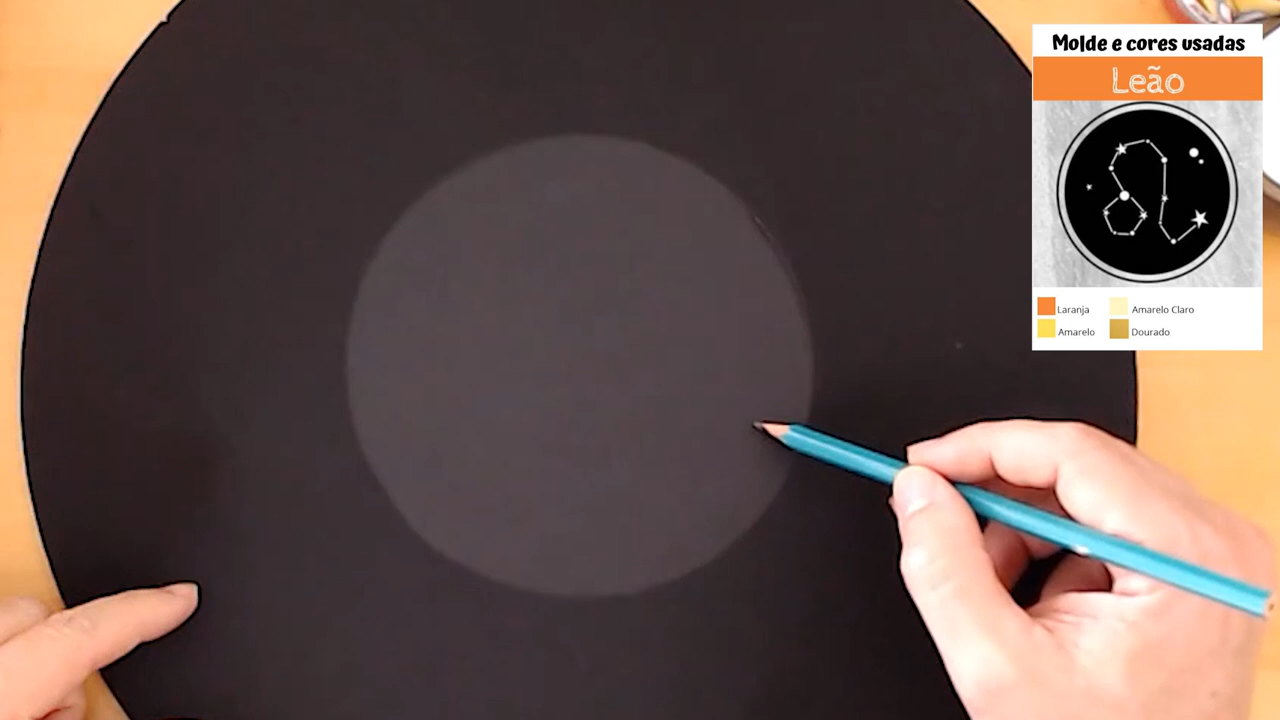 Molde e cores usadas
Leão
Laranja
Amarelo Claro
Amarelo
Dourado